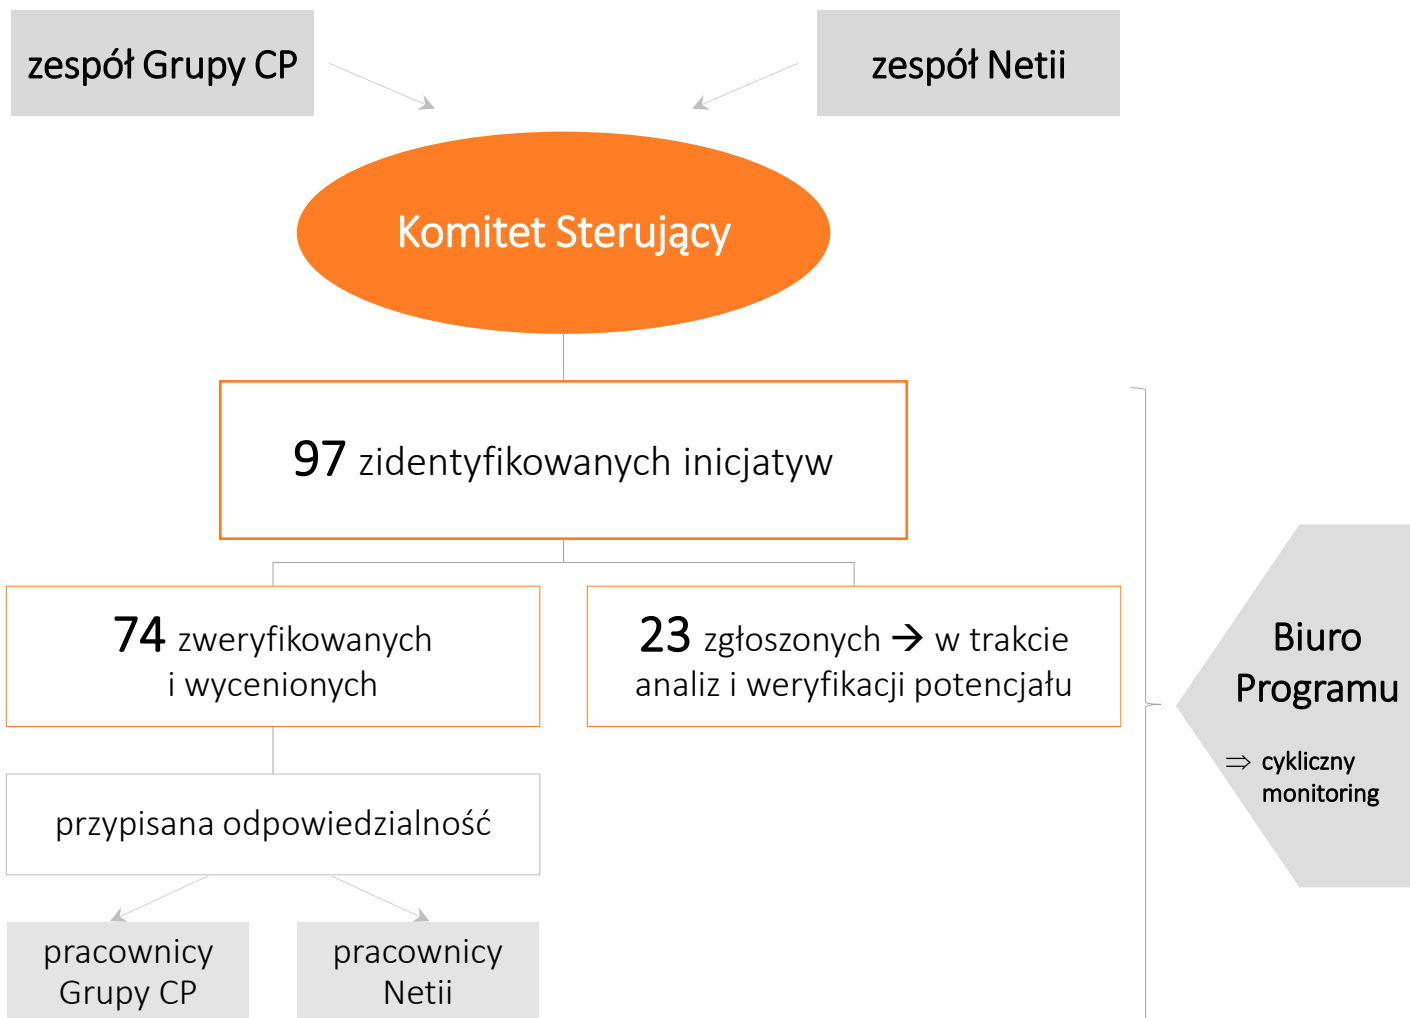 zespół Grupy CP
zespół Netii
Komitet Sterujący
97 zidentyfikowanych inicjatyw
74 zweryfikowanych
i wycenionych
23 zgłoszonych → w trakcie
analiz i weryfikacji potencjału
Biuro
Programu
⇒ cykliczny
monitoring
przypisana odpowiedzialność
pracownicy
Grupy CP
pracownicy
Netii